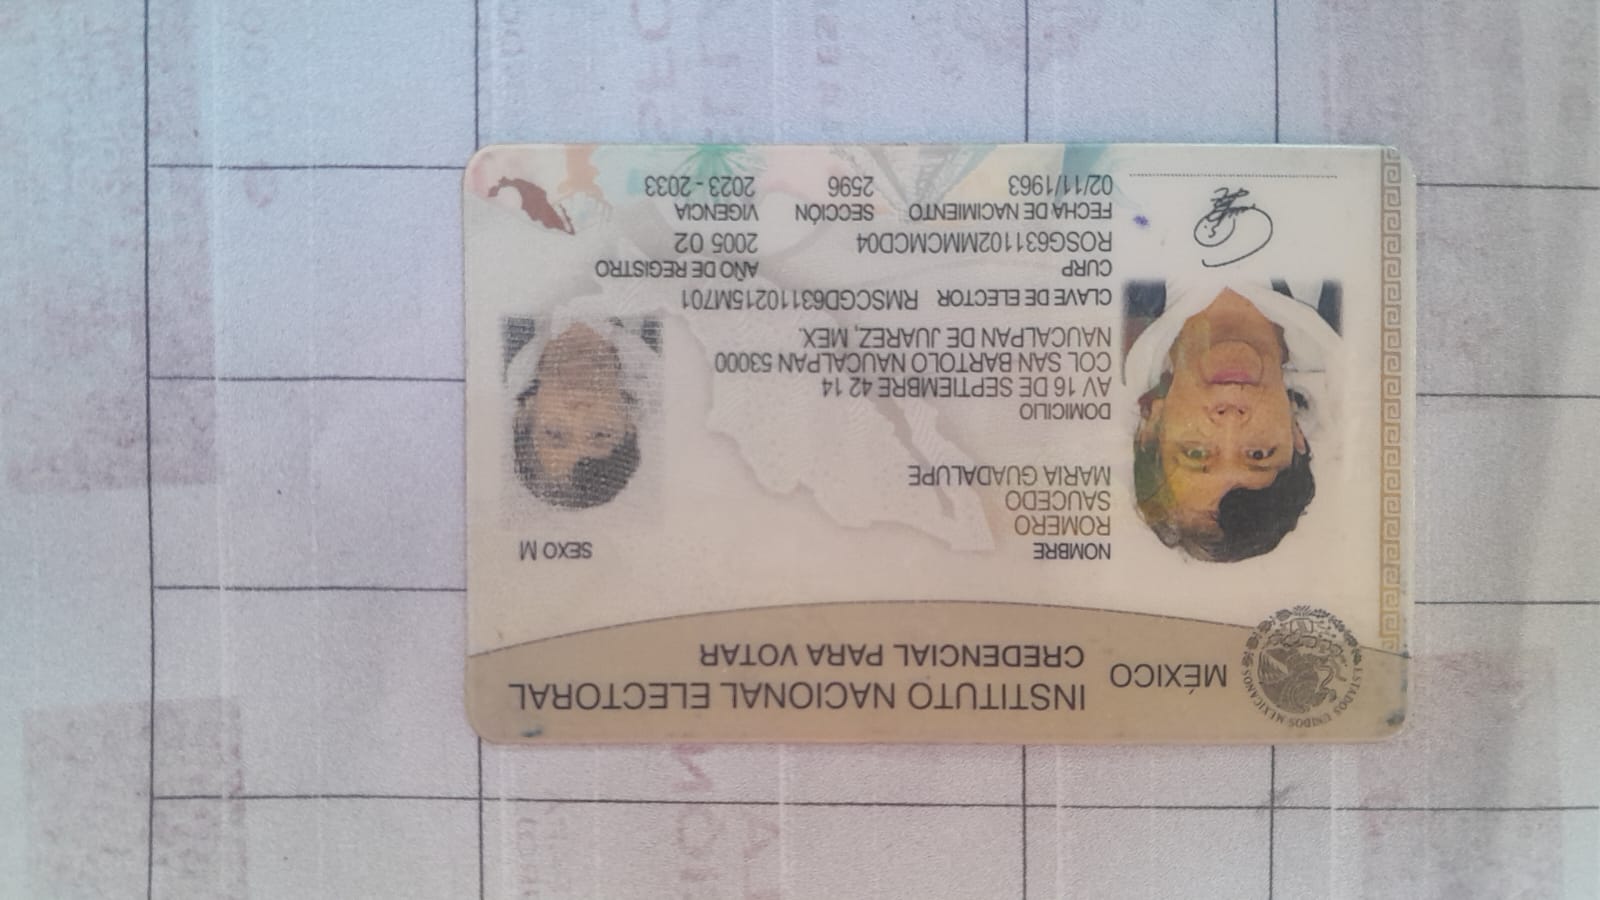 MÉXICO
INSTITUTO NACIONAL ELECTORAL
CREDENCIAL PARA VOTAR
ESTADOS UNIDOS MEXICANOS
NOMBRE
ROMERO
SAUCEDO
MARIA GUADALUPE
SEXO M
DOMICILIO
AV 16 DE SEPTIEMBRE 42 14
COL SAN BARTOLO NAUCALPAN 53000
NAUCALPAN DE JUAREZ, MEX.
CLAVE DE ELECTOR RMSCGD63110215M701
CURP
ROSG631102MMCMCD04
AÑO DE REGISTRO
2005 02
FECHA DE NACIMIENTO
02/11/1963
SECCIÓN
2596
VIGENCIA
2023 - 2033